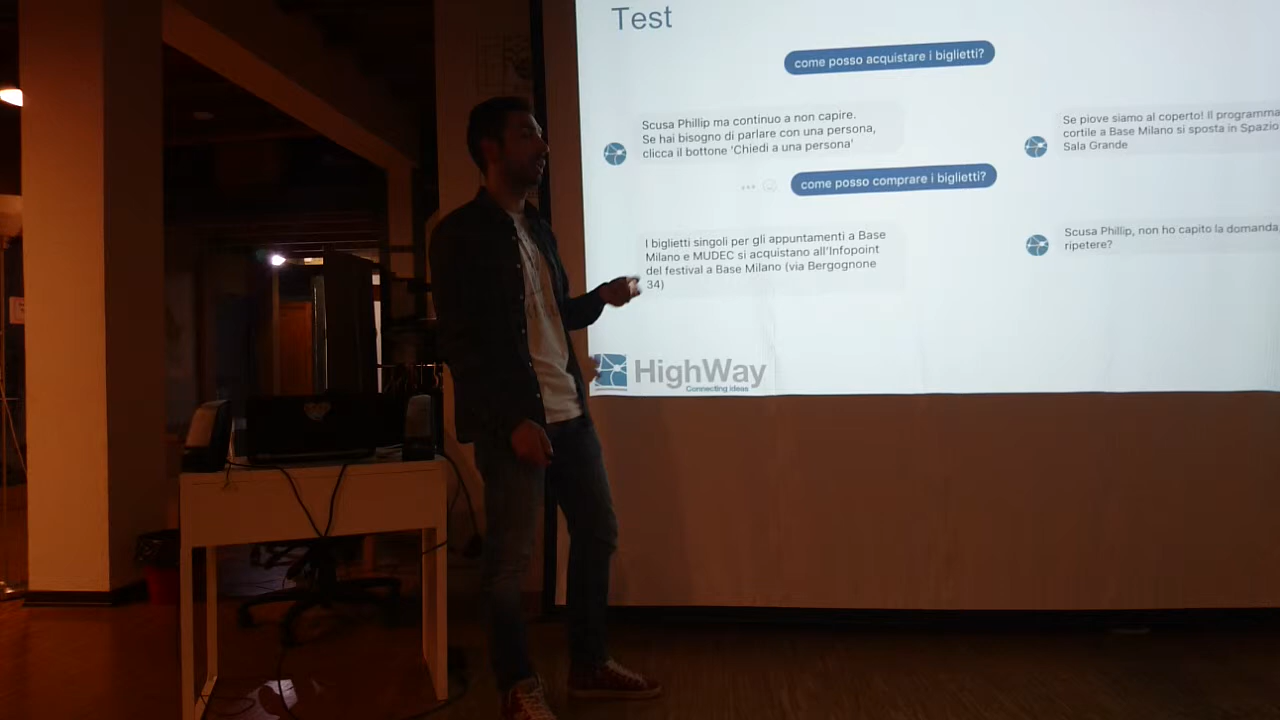 Test
come posso acquistare i biglietti?
Scusa Phillip ma continuo a non capire.
Se hai bisogno di parlare con una persona,
clicca il bottone 'Chiedi a una persona'
come posso comprare i biglietti?
I biglietti singoli per gli appuntamenti a Base
Milano e MUDEC si acquistano all'Infopoint
del festival a Base Milano (via Bergognone
34)
Se piove siamo al coperto! Il programma
cortile a Base Milano si sposta in Spazio
Sala Grande
Scusa Phillip, non ho capito la domanda,
ripetere?
HighWay
Connecting ideas